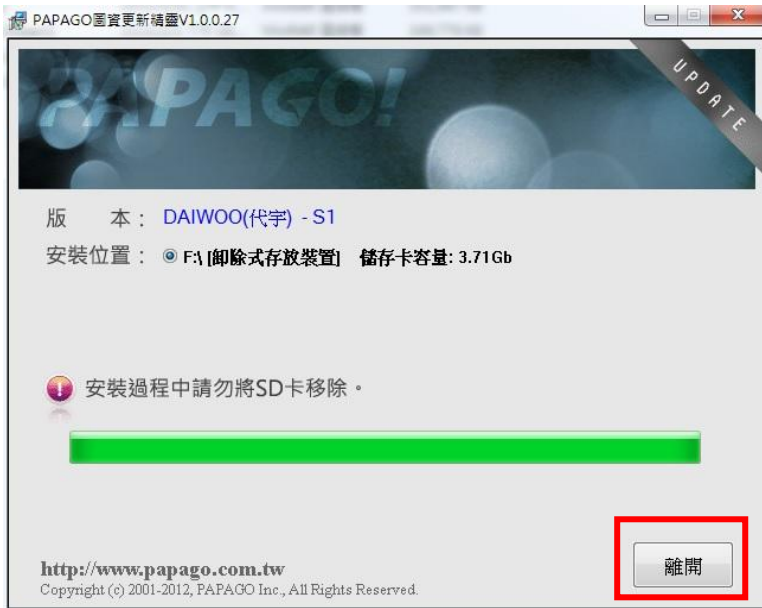 PAPAGO圖資更新精靈V1.0.0.27
PAPAGO!
UPDATE
版 本： DAIWOO(代宇) - S1
安裝位置： F:\ [卸除式存放裝置] 儲存卡容量: 3.71Gb
安裝過程中請勿將SD卡移除。
離開
http://www.papago.com.tw
Copyright (c) 2001-2012, PAPAGO Inc., All Rights Reserved.